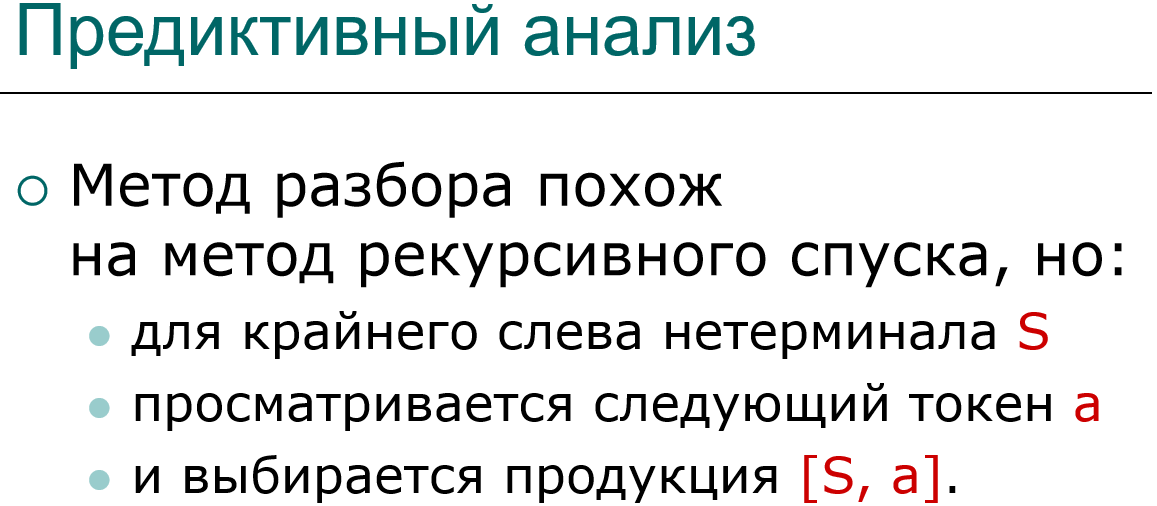 Предиктивный анализ
Метод разбора похож
на метод рекурсивного спуска, но:
для крайнего слева нетерминала S
просматривается следующий токен a
и выбирается продукция [S, a].